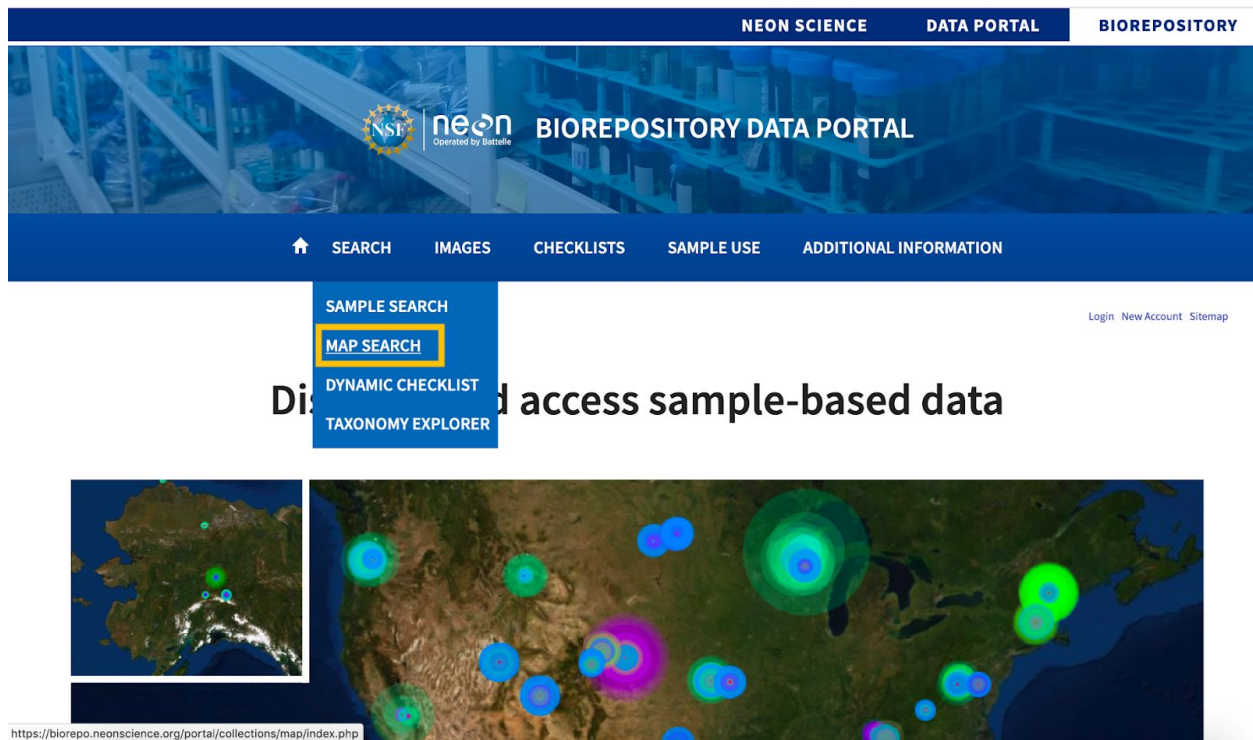 NEON SCIENCE DATA PORTAL BIOREPOSITORY
NSF neon Operated by Battelle BIOREPOSITORY DATA PORTAL
SEARCH IMAGES CHECKLISTS SAMPLE USE ADDITIONAL INFORMATION
SAMPLE SEARCH
Login New Account Sitemap
MAP SEARCH
DYNAMIC CHECKLIST
Di d access sample-based data
TAXONOMY EXPLORER
https://biorepo.neonscience.org/portal/collections/map/index.php